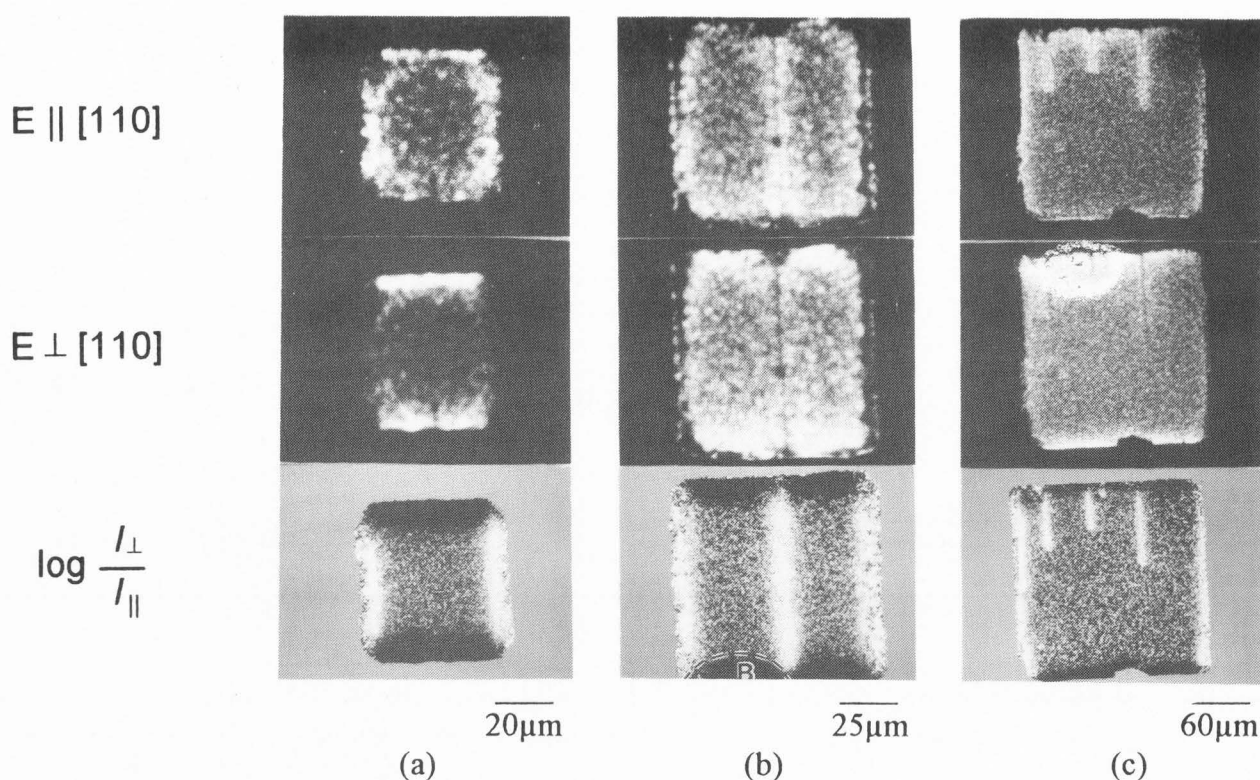 E || [110]
E ⊥ [110]
log I⊥ / I||
B
20µm
25µm
60µm
(a)
(b)
(c)